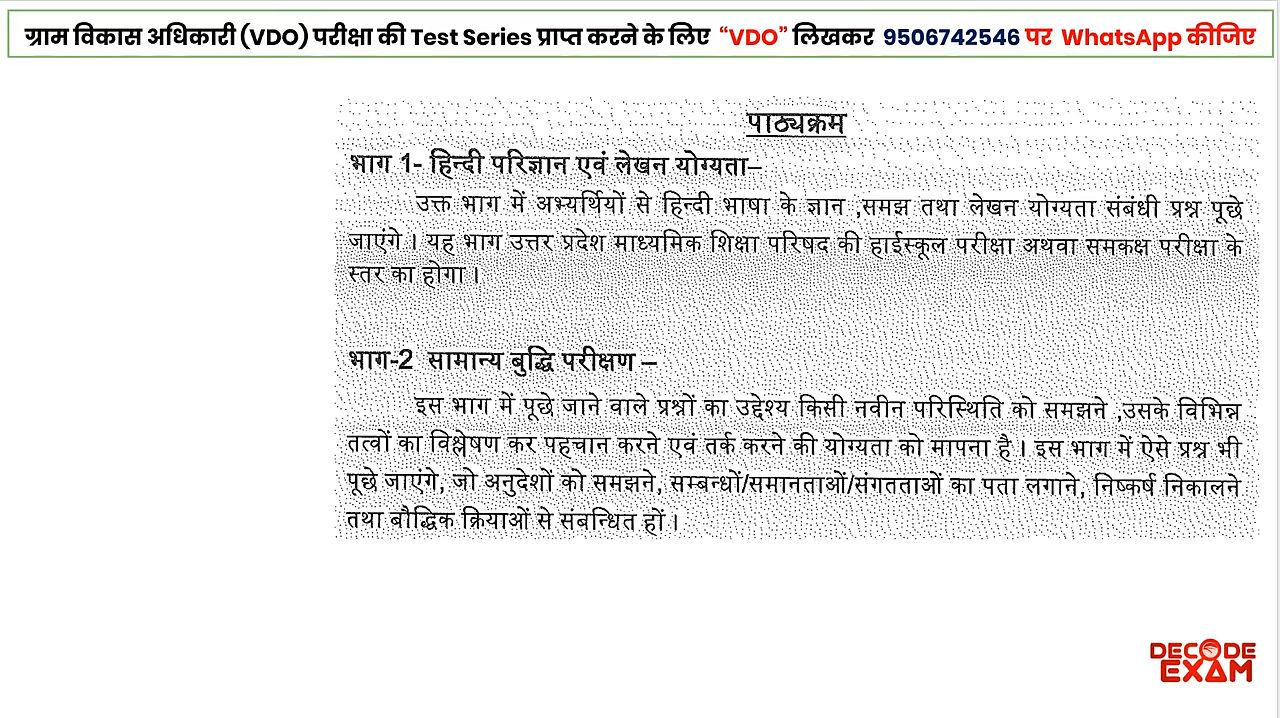 ग्राम विकास अधिकारी (VDO) परीक्षा की Test Series प्राप्त करने के लिए “VDO” लिखकर 9506742546 पर WhatsApp कीजिए
पाठ्यक्रम
भाग 1- हिन्दी परिज्ञान एवं लेखन योग्यता–
उक्त भाग में अभ्यर्थियों से हिन्दी भाषा के ज्ञान ,समझ तथा लेखन योग्यता संबंधी प्रश्न पूछे
जाएंगे । यह भाग उत्तर प्रदेश माध्यमिक शिक्षा परिषद की हाईस्कूल परीक्षा अथवा समकक्ष परीक्षा के
स्तर का होगा ।
भाग-2 सामान्य बुद्धि परीक्षण –
इस भाग में पूछे जाने वाले प्रश्नों का उद्देश्य किसी नवीन परिस्थिति को समझने ,उसके विभिन्न
तत्वों का विश्लेषण कर पहचान करने एवं तर्क करने की योग्यता को मापना है । इस भाग में ऐसे प्रश्न भी
पूछे जाएंगे, जो अनुदेशों को समझने, सम्बन्धों/समानताओं/संगतताओं का पता लगाने, निष्कर्ष निकालने
तथा बौद्धिक क्रियाओं से संबन्धित हों ।
DECODE
EXAM